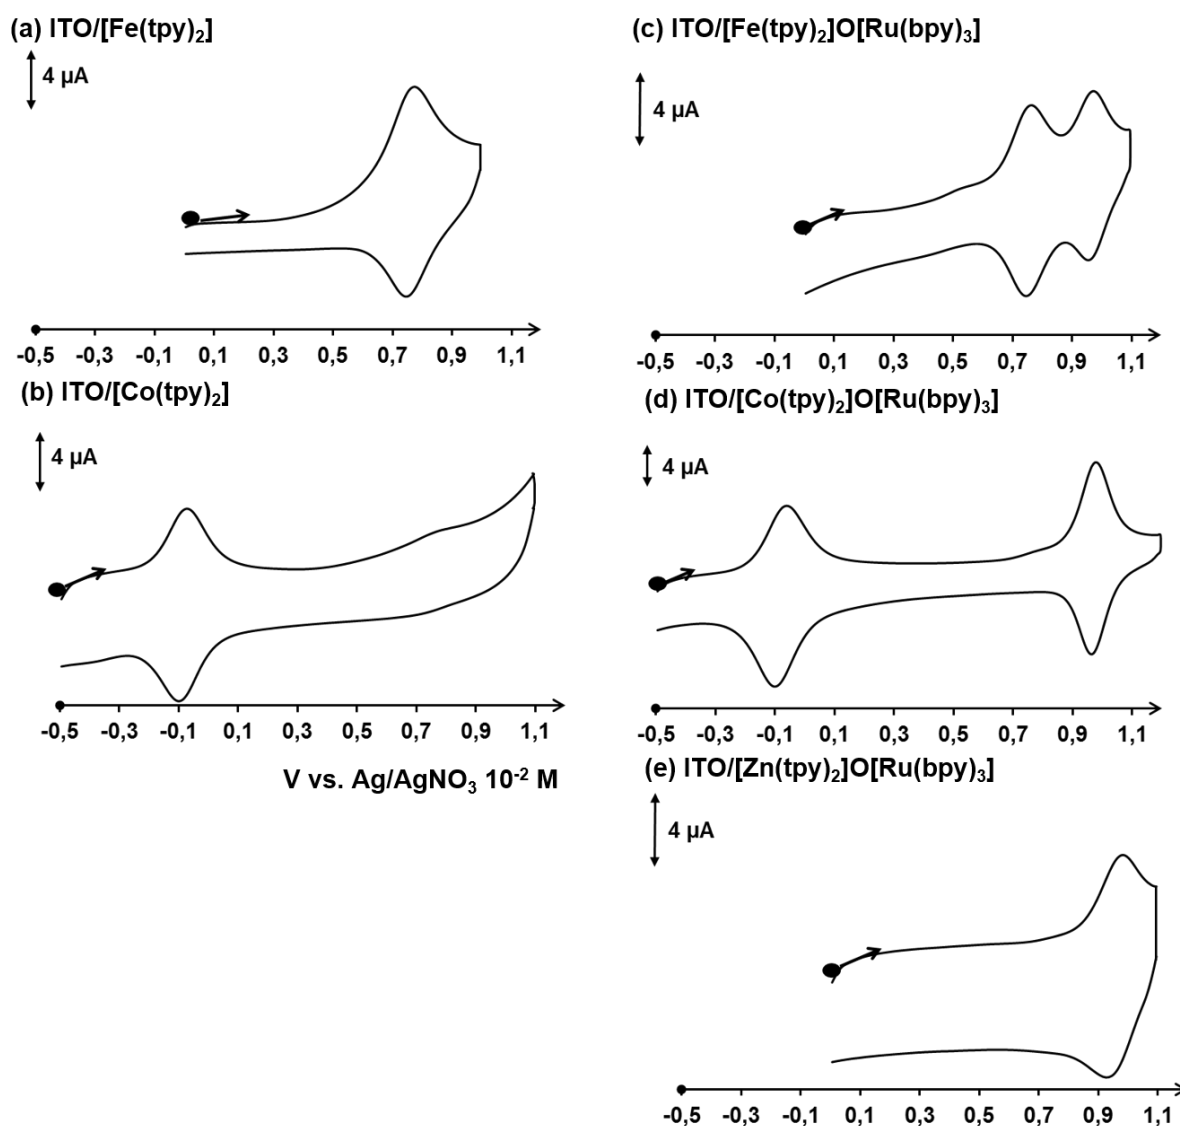 (a) ITO/[Fe(tpy)₂]
4 µA
-0,5 -0,3 -0,1 0,1 0,3 0,5 0,7 0,9 1,1
(b) ITO/[Co(tpy)₂]
4 µA
-0,5 -0,3 -0,1 0,1 0,3 0,5 0,7 0,9 1,1
V vs. Ag/AgNO₃ 10⁻² M
(c) ITO/[Fe(tpy)₂]O[Ru(bpy)₃]
4 µA
-0,5 -0,3 -0,1 0,1 0,3 0,5 0,7 0,9 1,1
(d) ITO/[Co(tpy)₂]O[Ru(bpy)₃]
4 µA
-0,5 -0,3 -0,1 0,1 0,3 0,5 0,7 0,9 1,1
(e) ITO/[Zn(tpy)₂]O[Ru(bpy)₃]
4 µA
-0,5 -0,3 -0,1 0,1 0,3 0,5 0,7 0,9 1,1